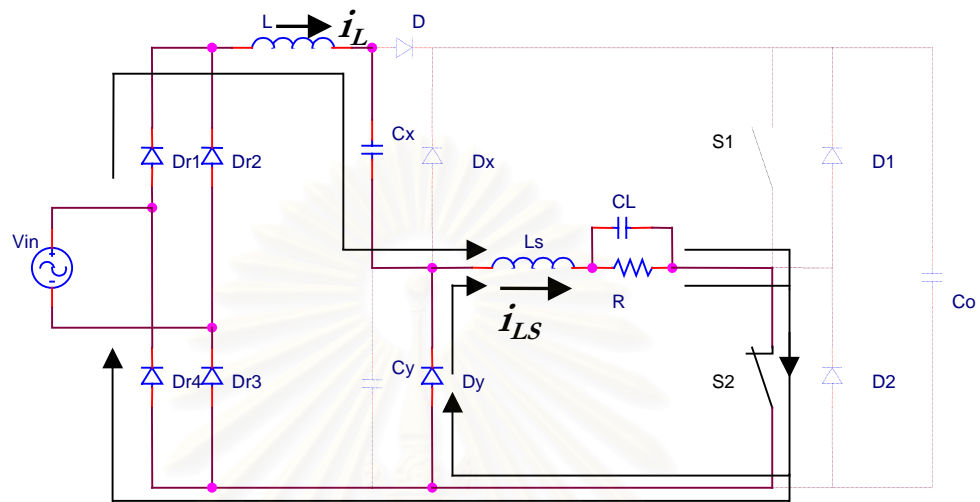 L
i_L
D
Cx
Dr1
Dr2
Dx
S1
D1
CL
Vin
Ls
R
Co
i_LS
Dr4
Dr3
Cy
Dy
S2
D2